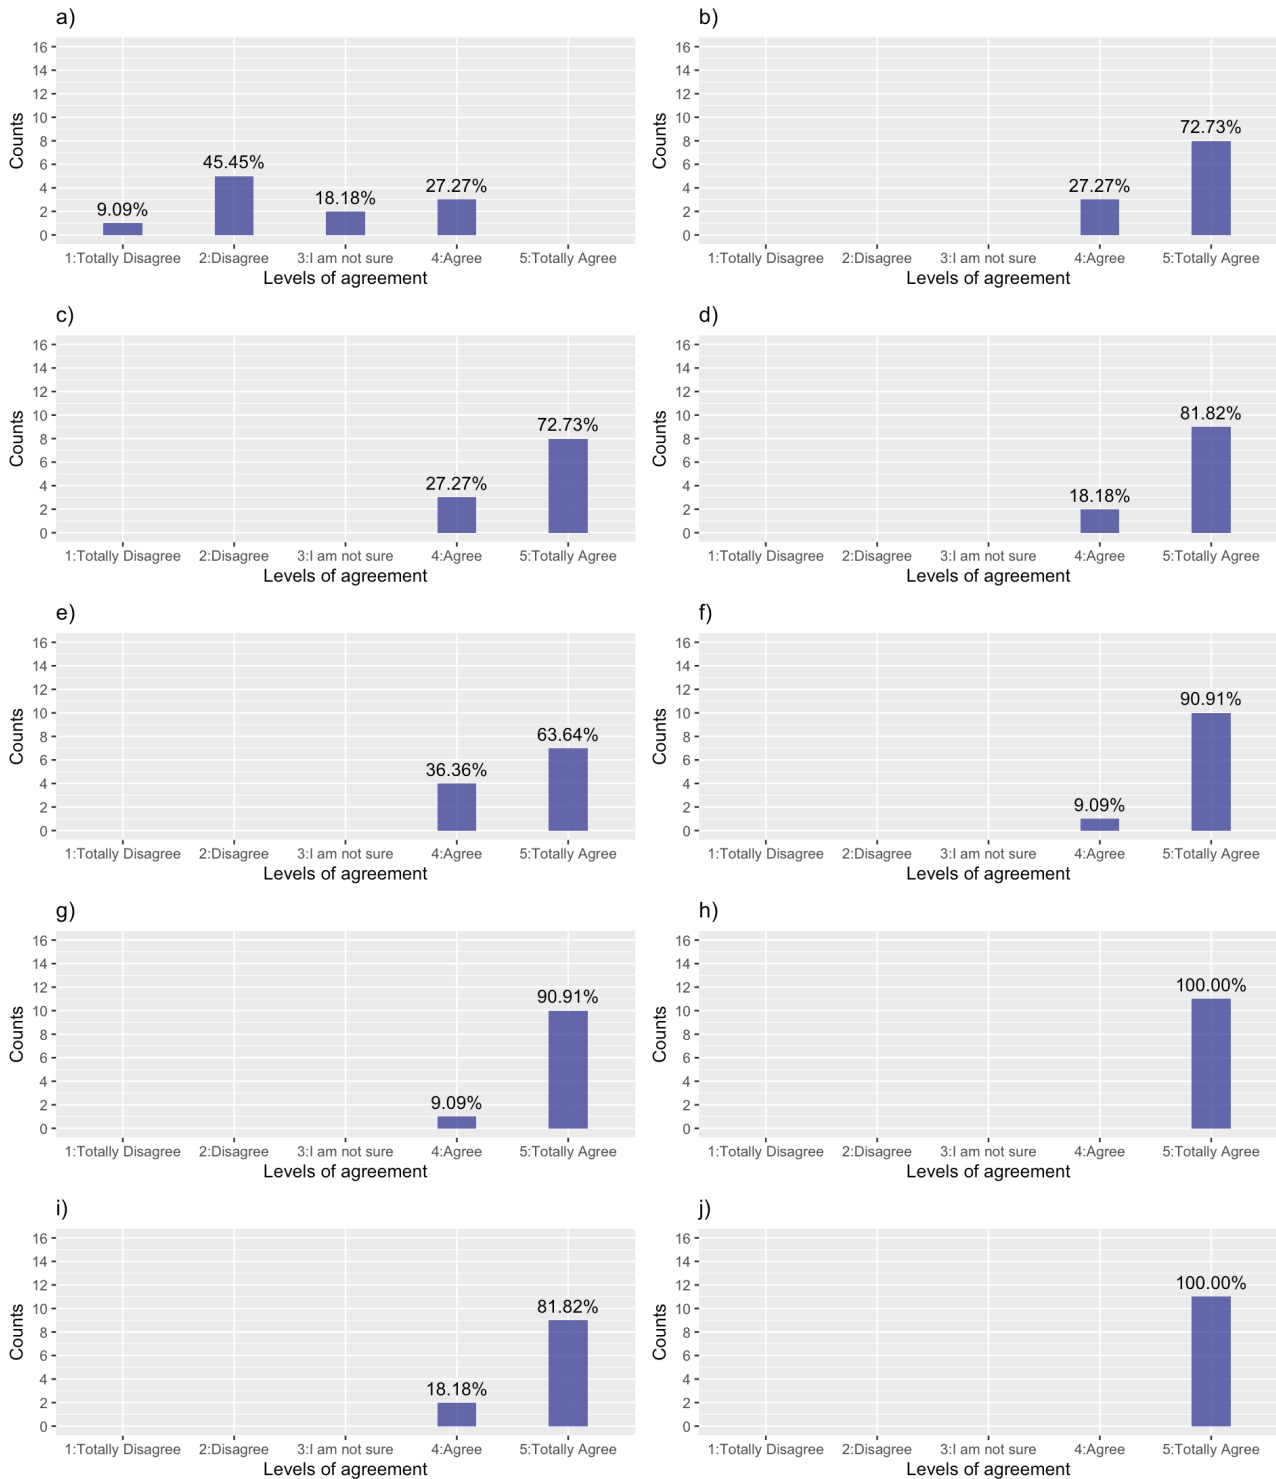 a)
16
14
12
10
8
6
4
2
0
Counts
9.09%
45.45%
18.18%
27.27%
1:Totally Disagree 2:Disagree 3:I am not sure 4:Agree 5:Totally Agree
Levels of agreement
b)
16
14
12
10
8
6
4
2
0
Counts
27.27%
72.73%
1:Totally Disagree 2:Disagree 3:I am not sure 4:Agree 5:Totally Agree
Levels of agreement
c)
16
14
12
10
8
6
4
2
0
Counts
27.27%
72.73%
1:Totally Disagree 2:Disagree 3:I am not sure 4:Agree 5:Totally Agree
Levels of agreement
d)
16
14
12
10
8
6
4
2
0
Counts
18.18%
81.82%
1:Totally Disagree 2:Disagree 3:I am not sure 4:Agree 5:Totally Agree
Levels of agreement
e)
16
14
12
10
8
6
4
2
0
Counts
36.36%
63.64%
1:Totally Disagree 2:Disagree 3:I am not sure 4:Agree 5:Totally Agree
Levels of agreement
f)
16
14
12
10
8
6
4
2
0
Counts
9.09%
90.91%
1:Totally Disagree 2:Disagree 3:I am not sure 4:Agree 5:Totally Agree
Levels of agreement
g)
16
14
12
10
8
6
4
2
0
Counts
9.09%
90.91%
1:Totally Disagree 2:Disagree 3:I am not sure 4:Agree 5:Totally Agree
Levels of agreement
h)
16
14
12
10
8
6
4
2
0
Counts
100.00%
1:Totally Disagree 2:Disagree 3:I am not sure 4:Agree 5:Totally Agree
Levels of agreement
i)
16
14
12
10
8
6
4
2
0
Counts
18.18%
81.82%
1:Totally Disagree 2:Disagree 3:I am not sure 4:Agree 5:Totally Agree
Levels of agreement
j)
16
14
12
10
8
6
4
2
0
Counts
100.00%
1:Totally Disagree 2:Disagree 3:I am not sure 4:Agree 5:Totally Agree
Levels of agreement